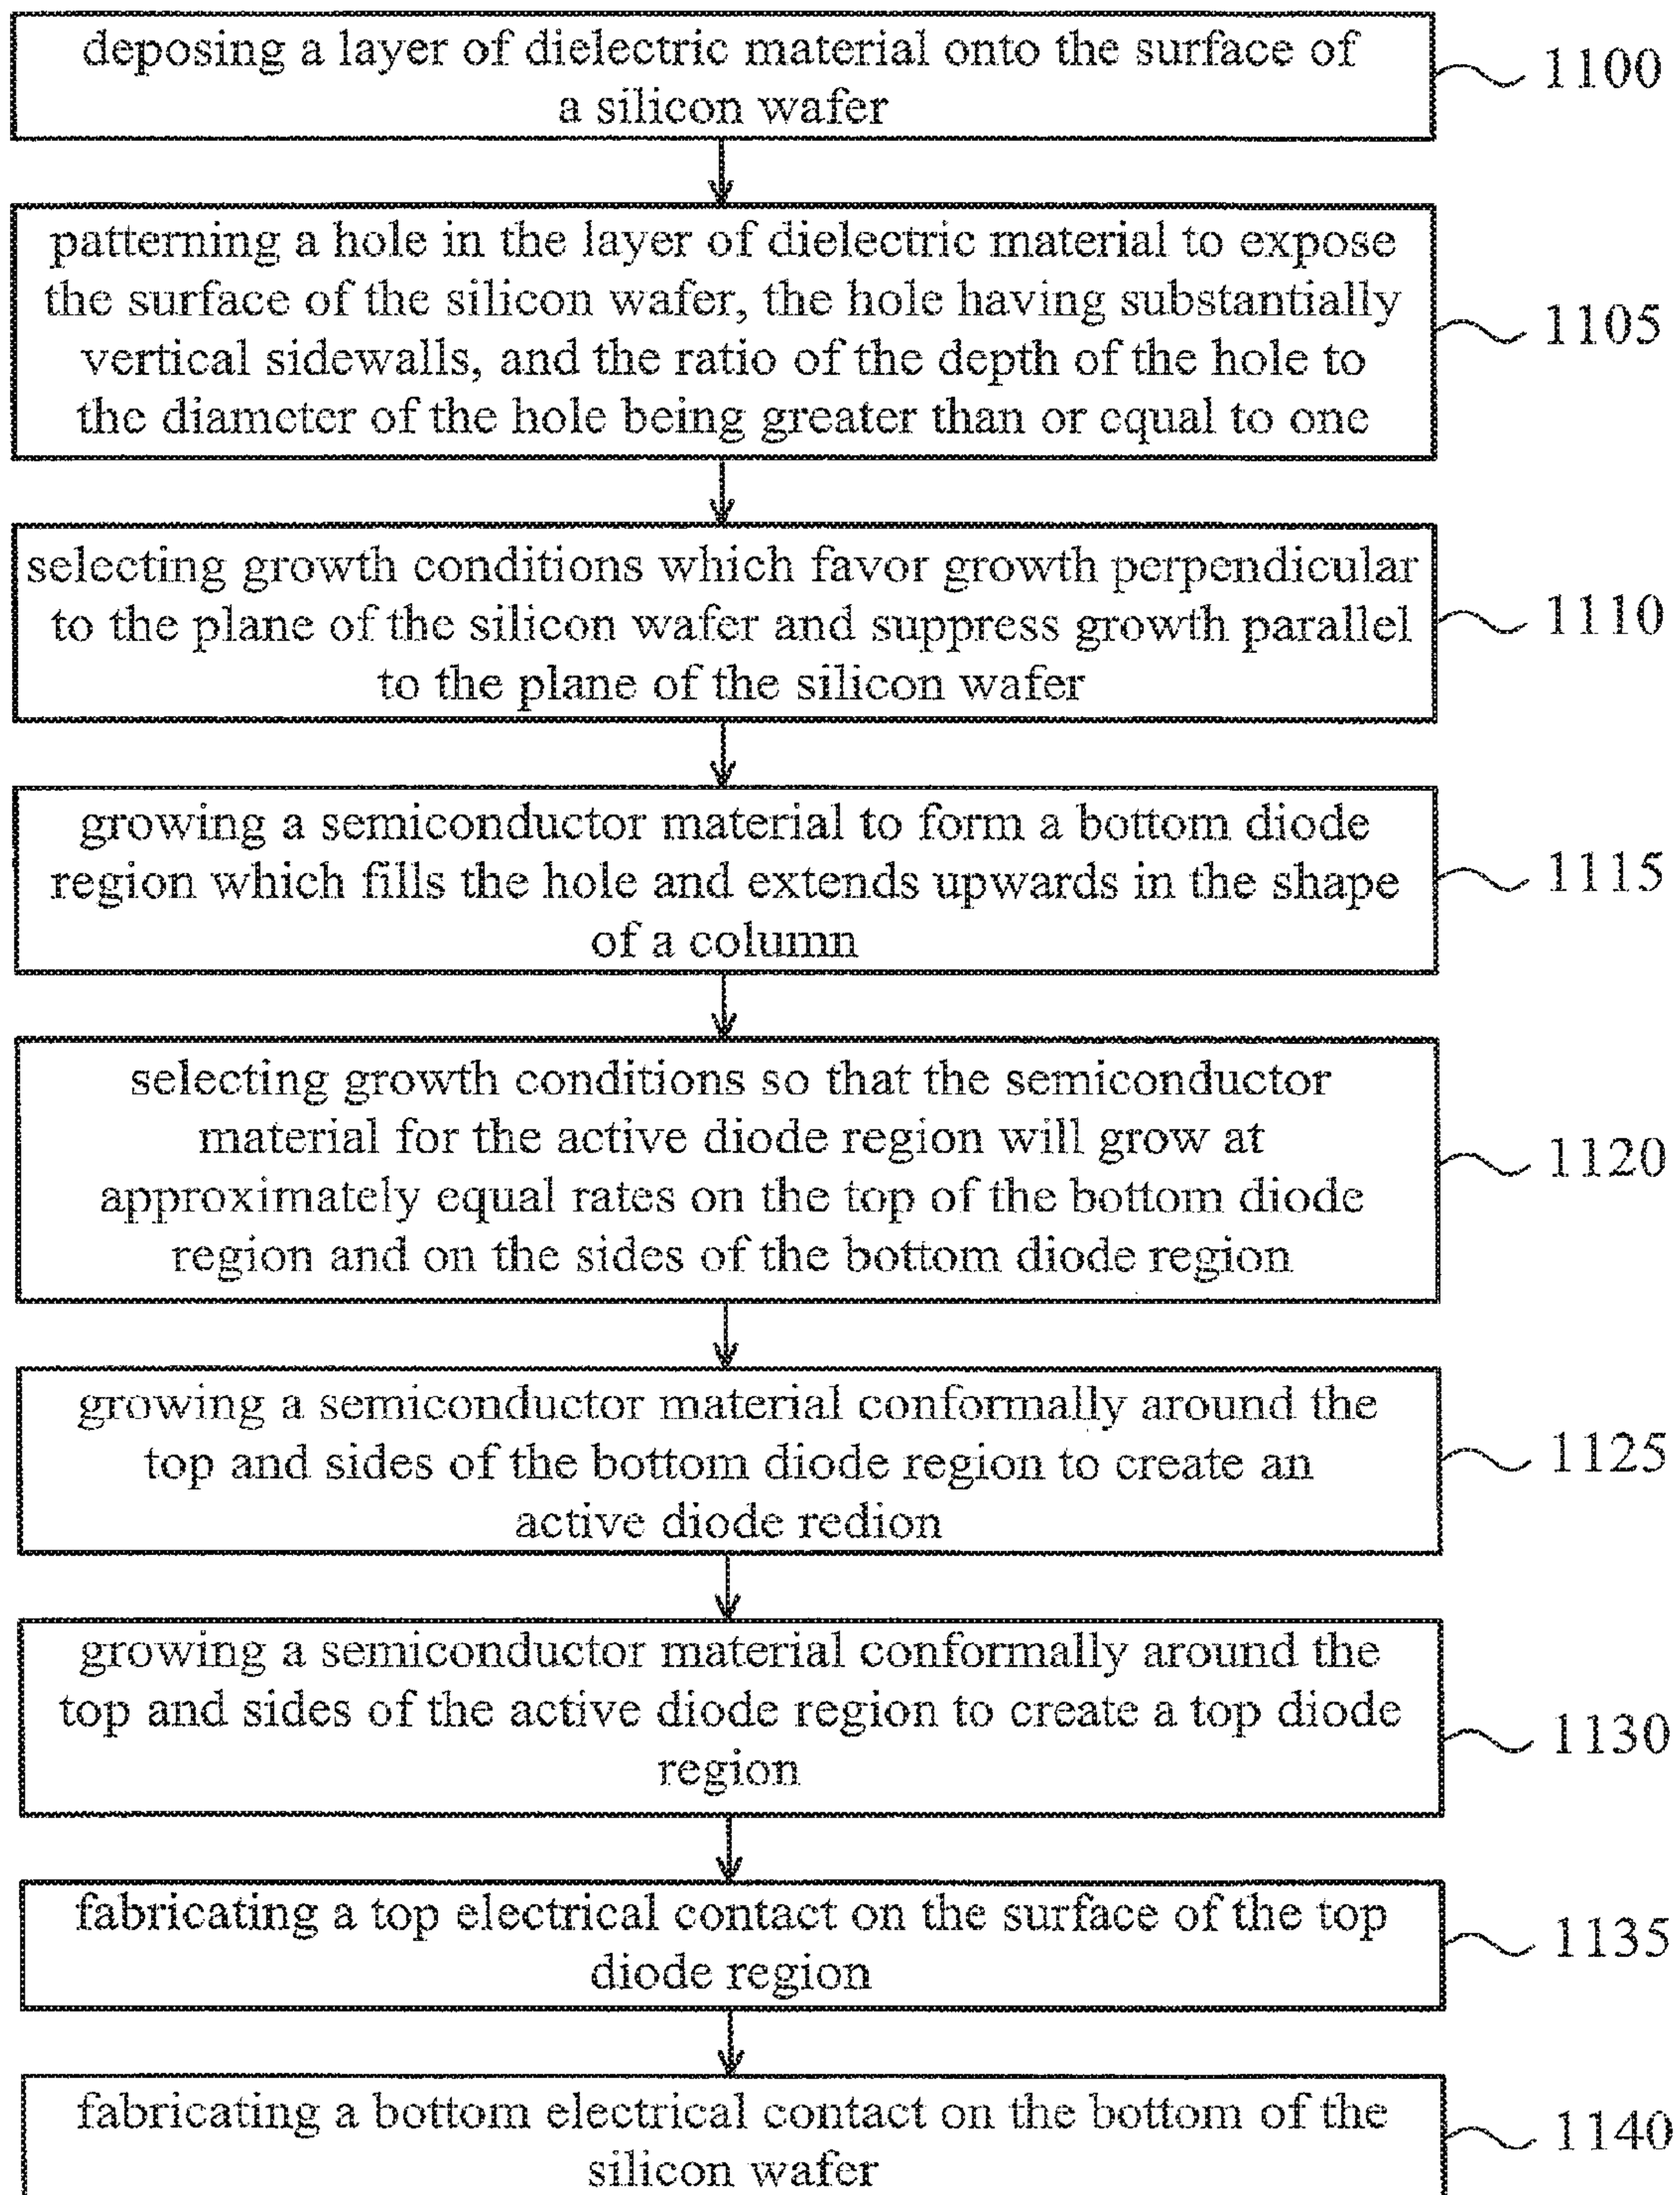 deposing a layer of dielectric material onto the surface of
a silicon wafer
1100
patterning a hole in the layer of dielectric material to expose
the surface of the silicon wafer, the hole having substantially
vertical sidewalls, and the ratio of the depth of the hole to
the diameter of the hole being greater than or equal to one
1105
selecting growth conditions which favor growth perpendicular
to the plane of the silicon wafer and suppress growth parallel
to the plane of the silicon wafer
1110
growing a semiconductor material to form a bottom diode
region which fills the hole and extends upwards in the shape
of a column
1115
selecting growth conditions so that the semiconductor
material for the active diode region will grow at
approximately equal rates on the top of the bottom diode
region and on the sides of the bottom diode region
1120
growing a semiconductor material conformally around the
top and sides of the bottom diode region to create an
active diode redion
1125
growing a semiconductor material conformally around the
top and sides of the active diode region to create a top diode
region
1130
fabricating a top electrical contact on the surface of the top
diode region
1135
fabricating a bottom electrical contact on the bottom of the
silicon wafer
1140